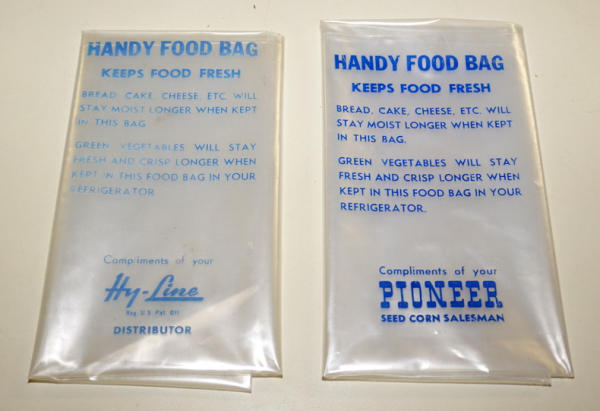 HANDY FOOD BAG
KEEPS FOOD FRESH
BREAD, CAKE, CHEESE, ETC. WILL
STAY MOIST LONGER WHEN KEPT
IN THIS BAG
GREEN VEGETABLES WILL STAY
FRESH AND CRISP LONGER WHEN
KEPT IN THIS FOOD BAG IN YOUR
REFRIGERATOR
Compliments of your
Hy-Line
Reg. U.S. Pat. Off.
DISTRIBUTOR
HANDY FOOD BAG
KEEPS FOOD FRESH
BREAD, CAKE, CHEESE, ETC. WILL
STAY MOIST LONGER WHEN KEPT
IN THIS BAG.
GREEN VEGETABLES WILL STAY
FRESH AND CRISP LONGER WHEN
KEPT IN THIS FOOD BAG IN YOUR
REFRIGERATOR.
Compliments of your
PIONEER
SEED CORN SALESMAN